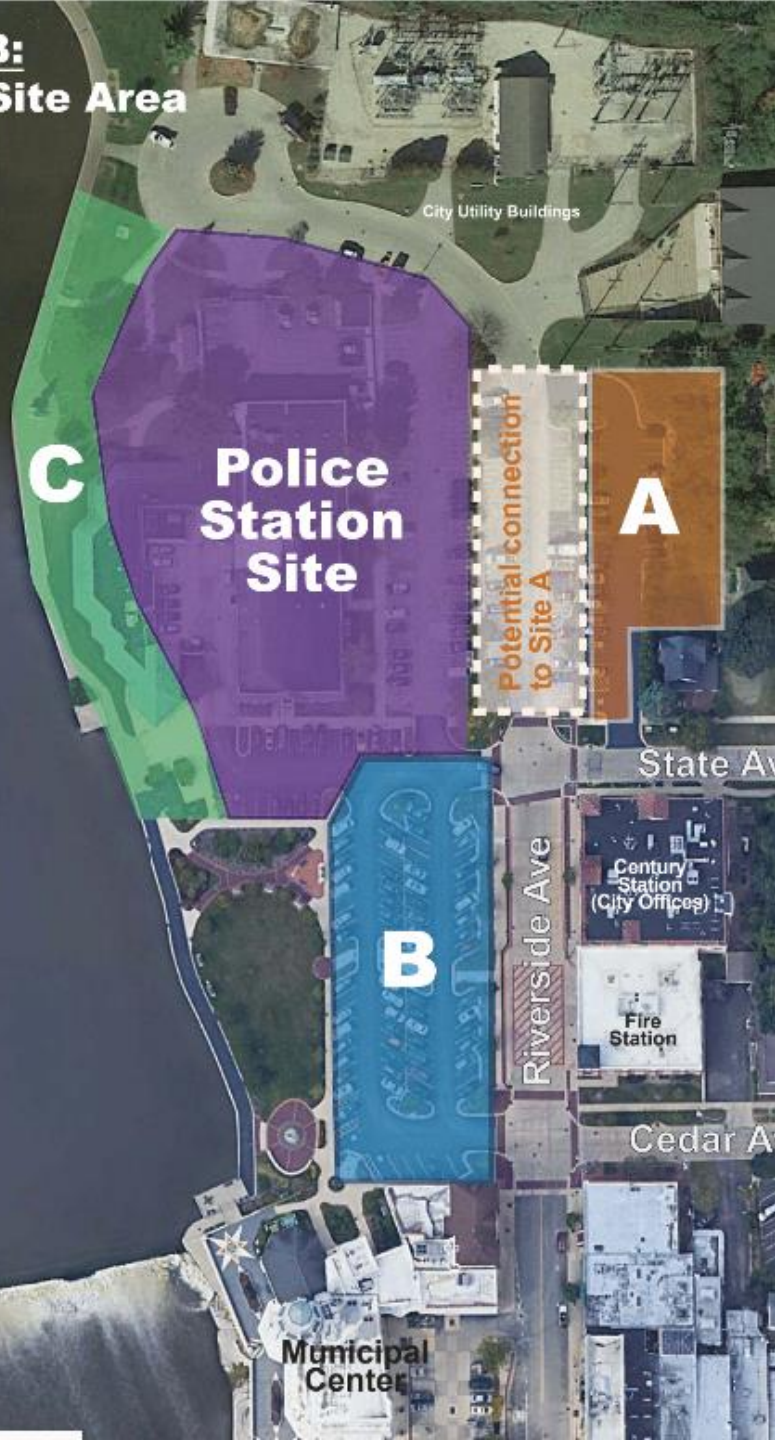 B:
Site Area
City Utility Buildings
C
Police
Station
Site
Potential connection
to Site A
A
State Av
Century
Station
(City Offices)
Riverside Ave
B
Fire
Station
Cedar A
Municipal
Center